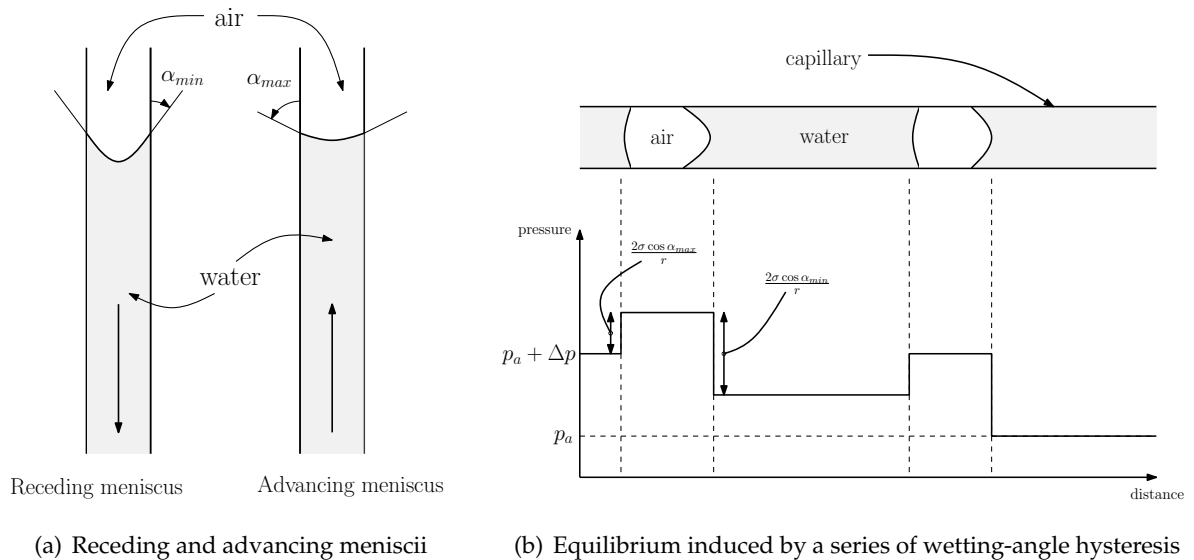 air
α_min
α_max
water
Receding meniscus
Advancing meniscus
(a) Receding and advancing meniscii
capillary
air
water
pressure
2σ cos α_max / r
2σ cos α_min / r
p_a + Δp
p_a
distance
(b) Equilibrium induced by a series of wetting-angle hysteresis